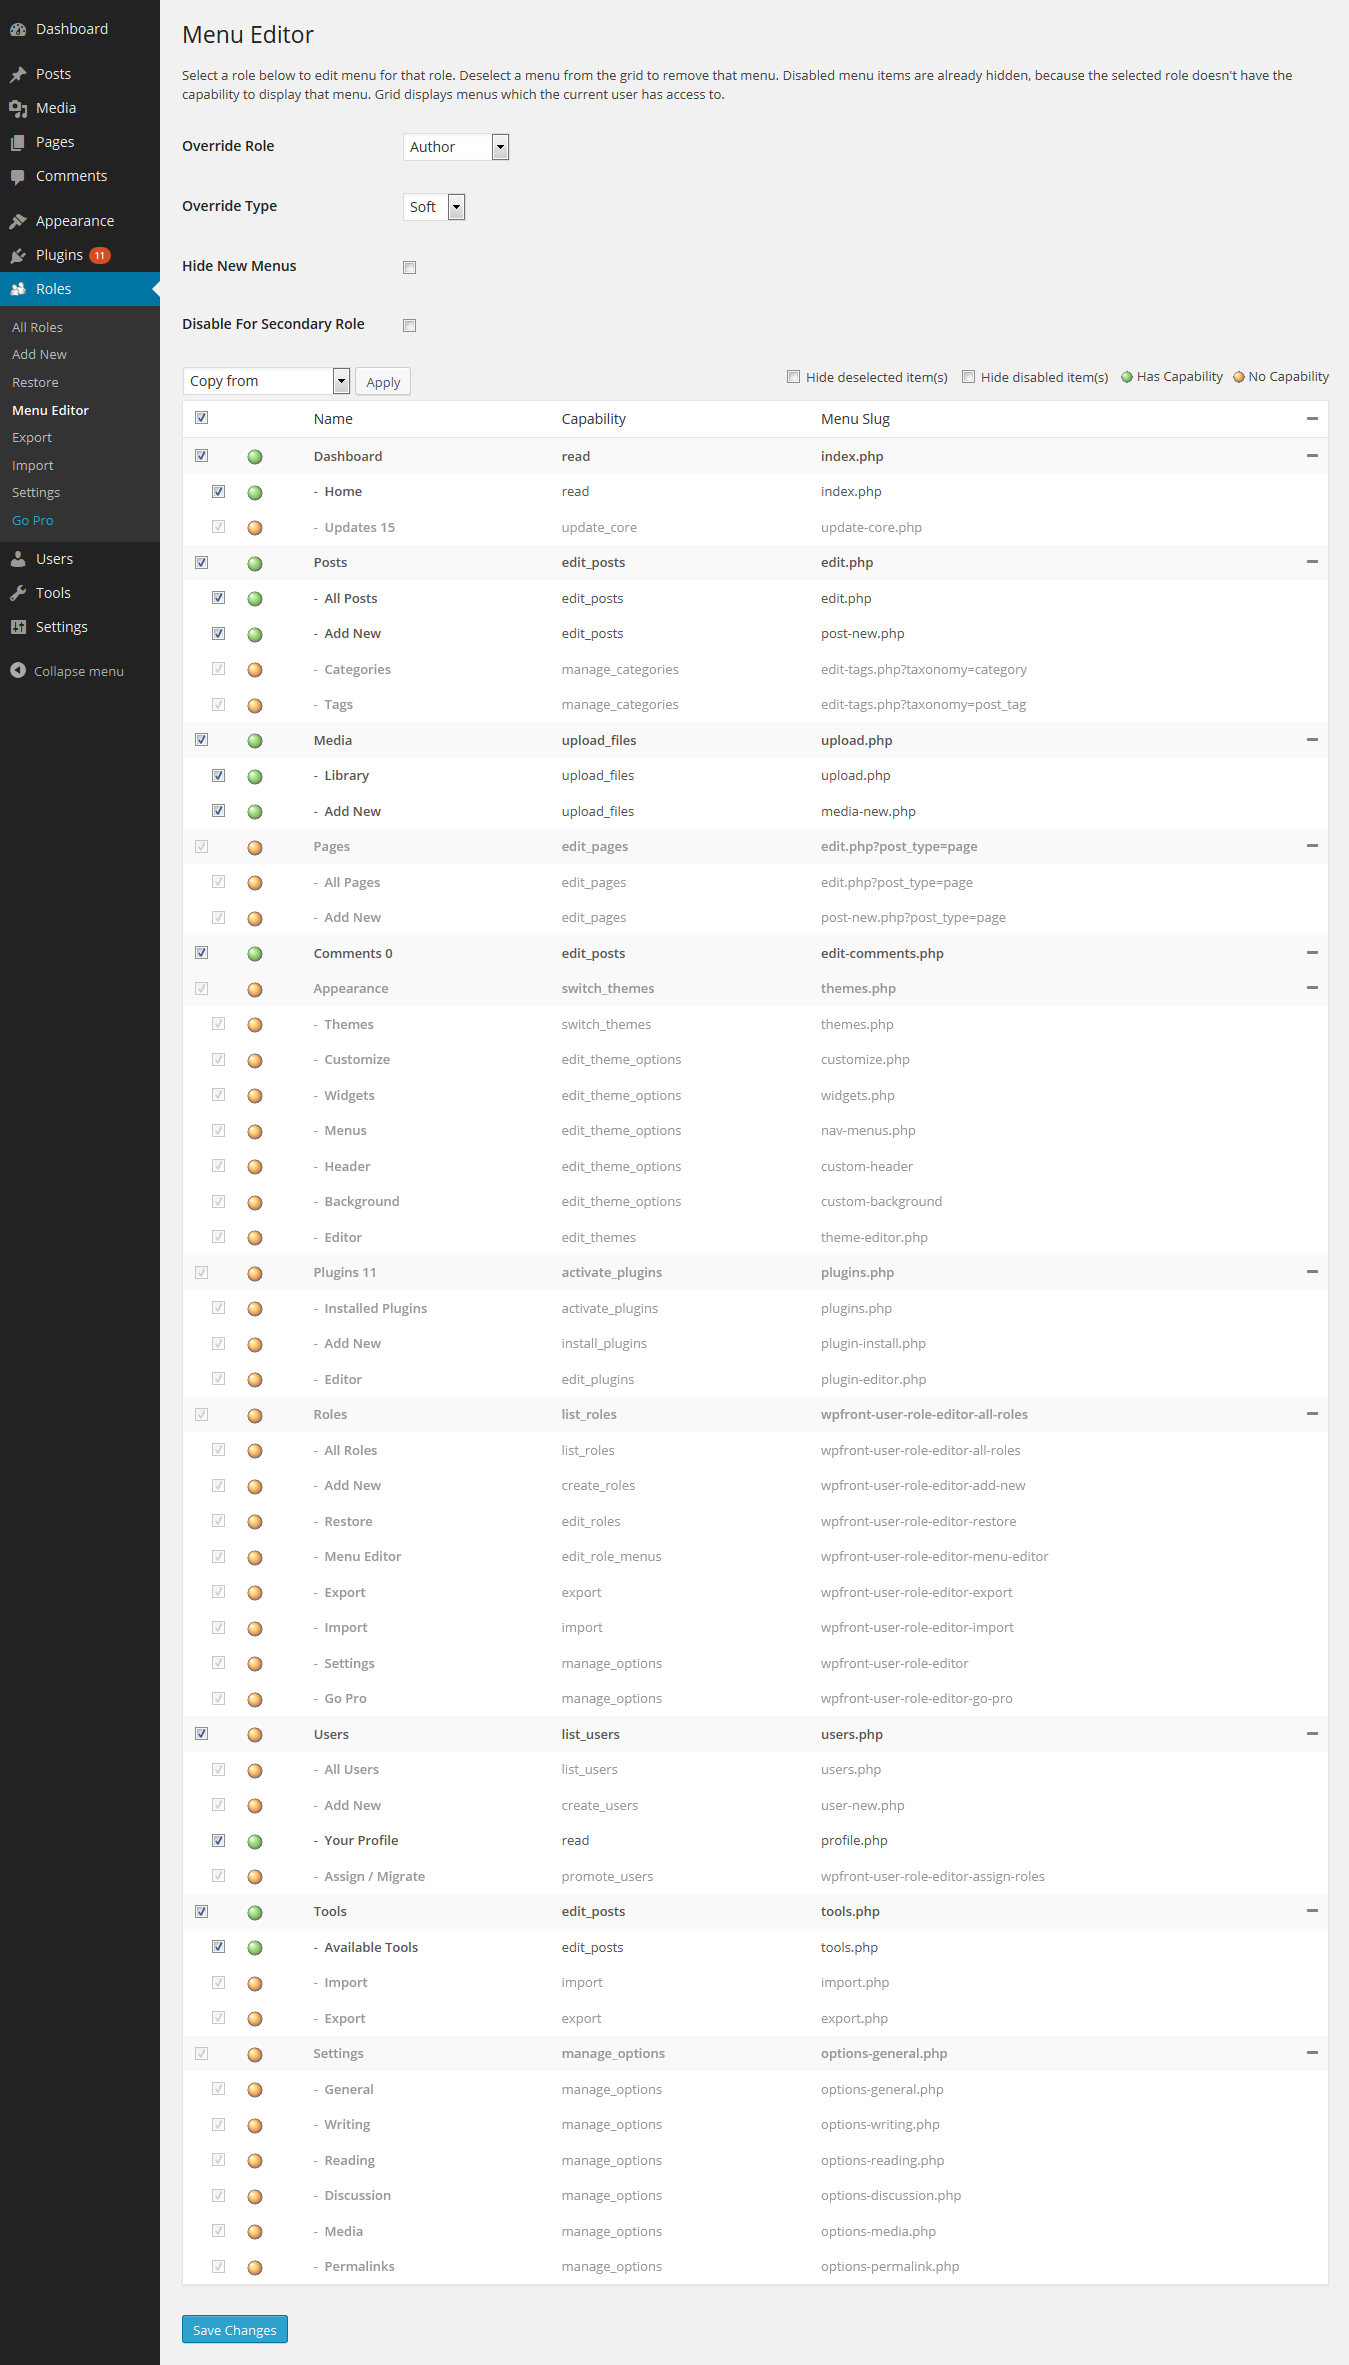 Dashboard
Posts
Media
Pages
Comments
Appearance
Plugins 11
Roles
All Roles
Add New
Restore
Menu Editor
Export
Import
Settings
Go Pro
Users
Tools
Settings
Collapse menu
Menu Editor
Select a role below to edit menu for that role. Deselect a menu from the grid to remove that menu. Disabled menu items are already hidden, because the selected role doesn't have the
capability to display that menu. Grid displays menus which the current user has access to.
Override Role Author
Override Type Soft
Hide New Menus
Disable For Secondary Role
Copy from Apply Hide deselected item(s) Hide disabled item(s) Has Capability No Capability
Name Capability Menu Slug
Dashboard read index.php
- Home read index.php
- Updates 15 update_core update-core.php
Posts edit_posts edit.php
- All Posts edit_posts edit.php
- Add New edit_posts post-new.php
- Categories manage_categories edit-tags.php?taxonomy=category
- Tags manage_categories edit-tags.php?taxonomy=post_tag
Media upload_files upload.php
- Library upload_files upload.php
- Add New upload_files media-new.php
Pages edit_pages edit.php?post_type=page
- All Pages edit_pages edit.php?post_type=page
- Add New edit_pages post-new.php?post_type=page
Comments 0 edit_posts edit-comments.php
Appearance switch_themes themes.php
- Themes switch_themes themes.php
- Customize edit_theme_options customize.php
- Widgets edit_theme_options widgets.php
- Menus edit_theme_options nav-menus.php
- Header edit_theme_options custom-header
- Background edit_theme_options custom-background
- Editor edit_themes theme-editor.php
Plugins 11 activate_plugins plugins.php
- Installed Plugins activate_plugins plugins.php
- Add New install_plugins plugin-install.php
- Editor edit_plugins plugin-editor.php
Roles list_roles wpfront-user-role-editor-all-roles
- All Roles list_roles wpfront-user-role-editor-all-roles
- Add New create_roles wpfront-user-role-editor-add-new
- Restore edit_roles wpfront-user-role-editor-restore
- Menu Editor edit_role_menus wpfront-user-role-editor-menu-editor
- Export export wpfront-user-role-editor-export
- Import import wpfront-user-role-editor-import
- Settings manage_options wpfront-user-role-editor
- Go Pro manage_options wpfront-user-role-editor-go-pro
Users list_users users.php
- All Users list_users users.php
- Add New create_users user-new.php
- Your Profile read profile.php
- Assign / Migrate promote_users wpfront-user-role-editor-assign-roles
Tools edit_posts tools.php
- Available Tools edit_posts tools.php
- Import import import.php
- Export export export.php
Settings manage_options options-general.php
- General manage_options options-general.php
- Writing manage_options options-writing.php
- Reading manage_options options-reading.php
- Discussion manage_options options-discussion.php
- Media manage_options options-media.php
- Permalinks manage_options options-permalink.php
Save Changes